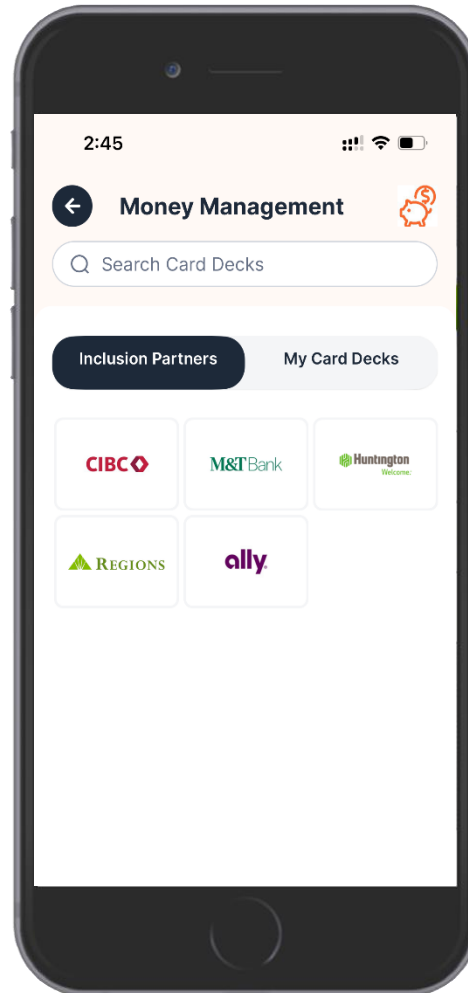 2:45
Money Management
Search Card Decks
Inclusion Partners My Card Decks
CIBC M&T Bank Huntington
Welcome.
REGIONS ally